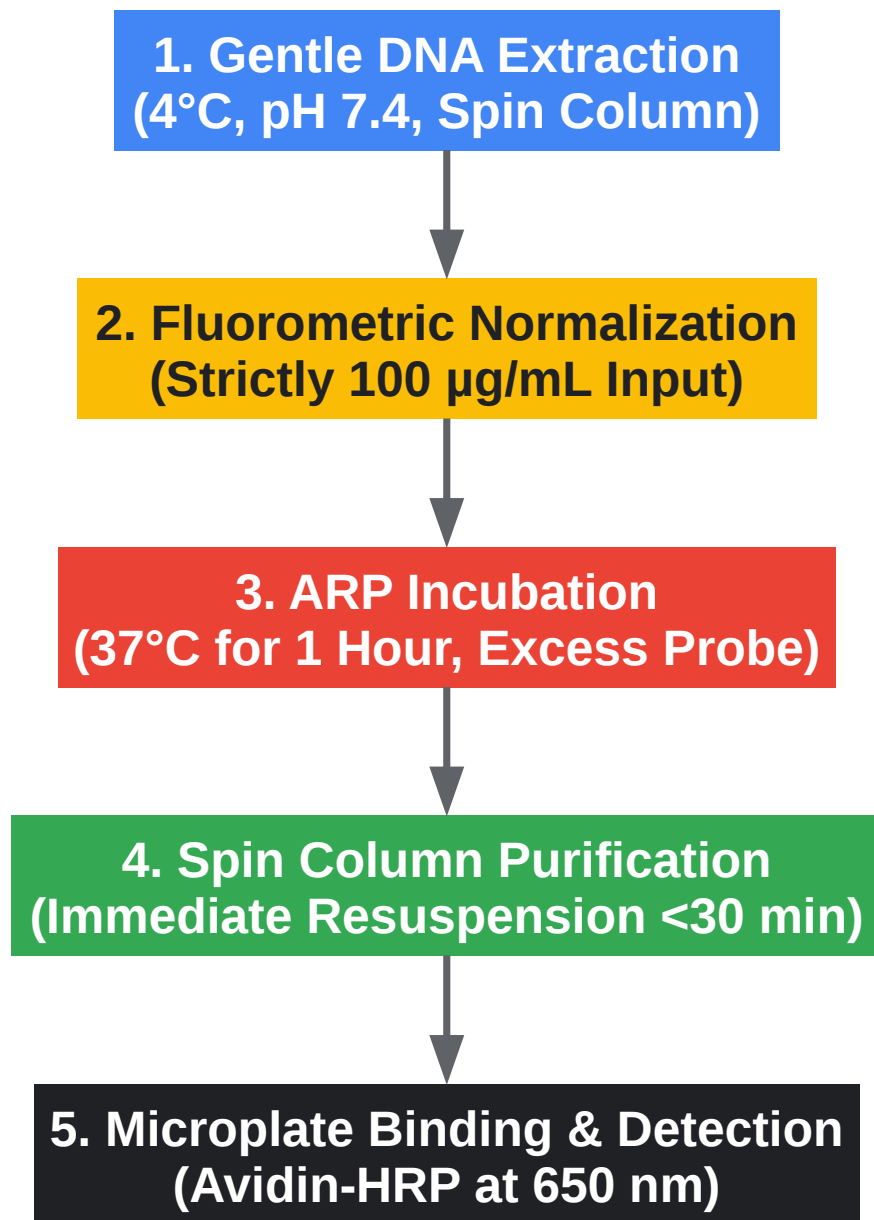 1. Gentle DNA Extraction
(4°C, pH 7.4, Spin Column)
2. Fluorometric Normalization
(Strictly 100 µg/mL Input)
3. ARP Incubation
(37°C for 1 Hour, Excess Probe)
4. Spin Column Purification
(Immediate Resuspension <30 min)
5. Microplate Binding & Detection
(Avidin-HRP at 650 nm)